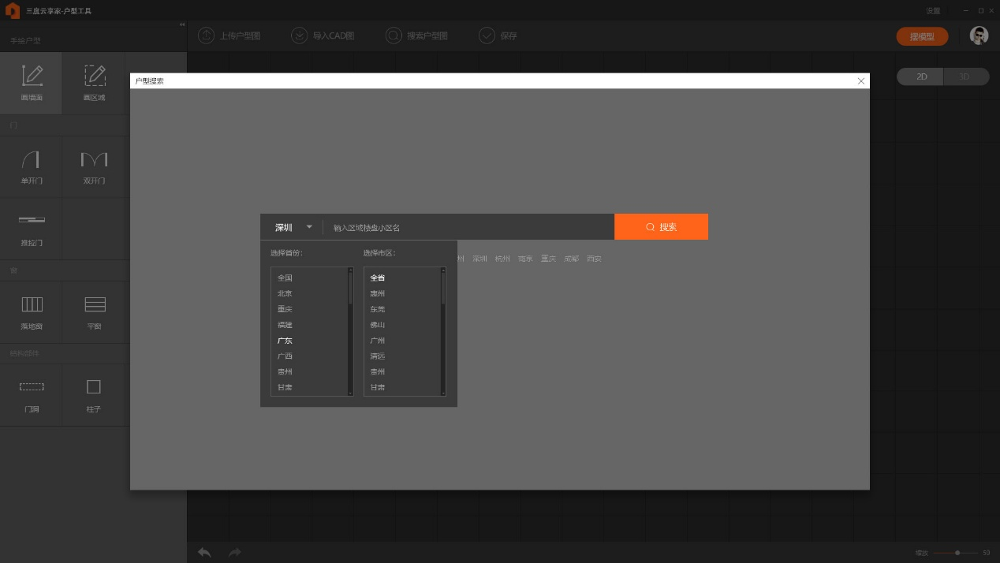 三度云享家-户型工具
设置
手绘户型
上传户型图
导入CAD图
搜索户型图
保存
摆模型
画墙面
画区域
2D
3D
户型搜索
门
单开门
双开门
推拉门
窗
落地窗
平窗
结构部件
门洞
柱子
深圳
输入区域楼盘小区名
搜索
选择省份:
选择市区:
州 深圳 杭州 南京 重庆 成都 西安
全国
北京
重庆
福建
广东
广西
贵州
甘肃
全省
惠州
东莞
佛山
广州
清远
贵州
甘肃
缩放
50